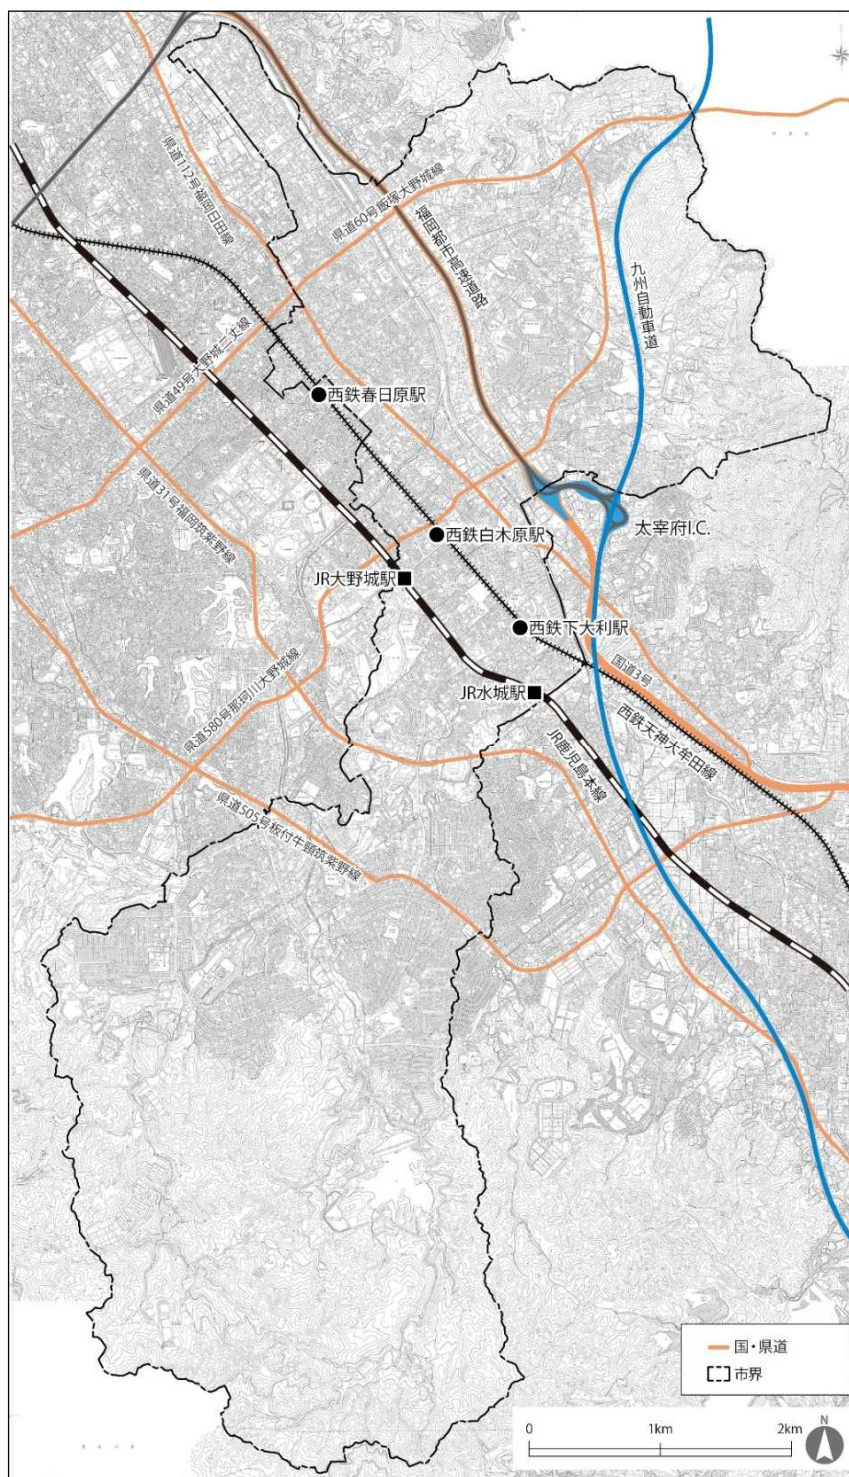 県道112号福岡日田線
県道60号飯塚大野城線
福岡都市高速道路
九州自動車道
県道49号大野城二丈線
西鉄春日原駅
県道31号福岡筑紫野線
西鉄白木原駅
太宰府I.C.
JR大野城駅
西鉄下大利駅
国道3号
JR水城駅
県道580号那珂川大野城線
西鉄天神大牟田線
JR鹿児島本線
県道505号板付牛頸筑紫野線
国・県道
市界
0 1km 2km
N